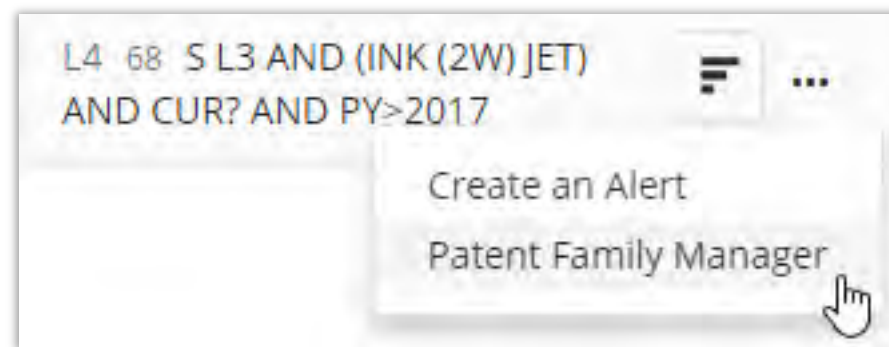 L4 68 S L3 AND (INK (2W) JET)
AND CUR? AND PY>2017
Create an Alert
Patent Family Manager